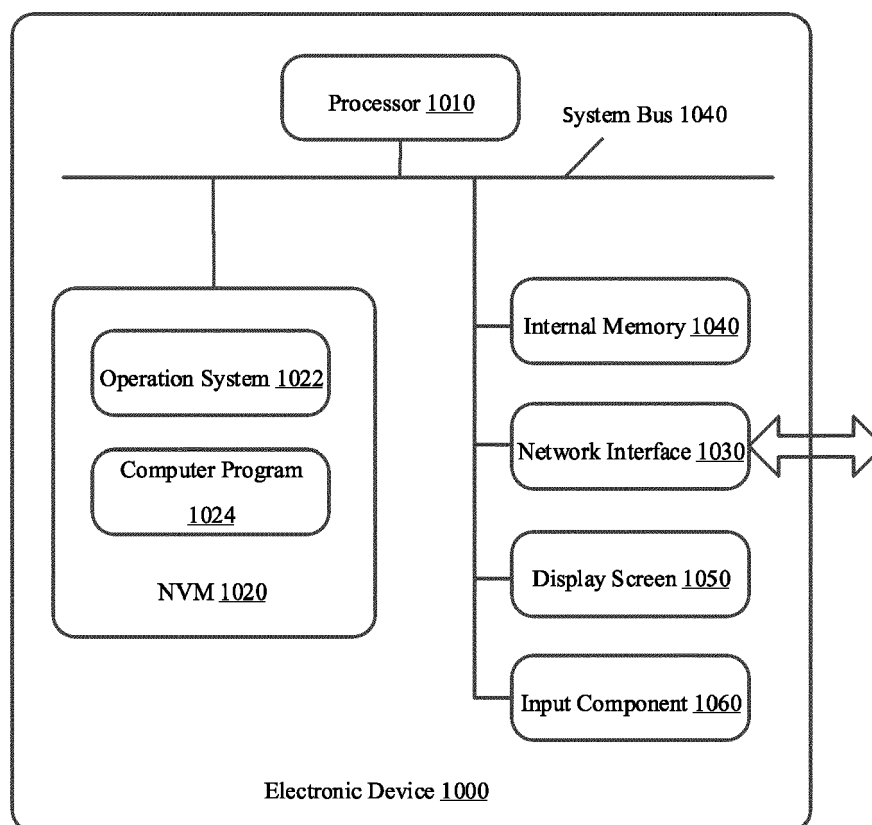 Processor 1010
System Bus 1040
Internal Memory 1040
Operation System 1022
Network Interface 1030
Computer Program
1024
Display Screen 1050
NVM 1020
Input Component 1060
Electronic Device 1000